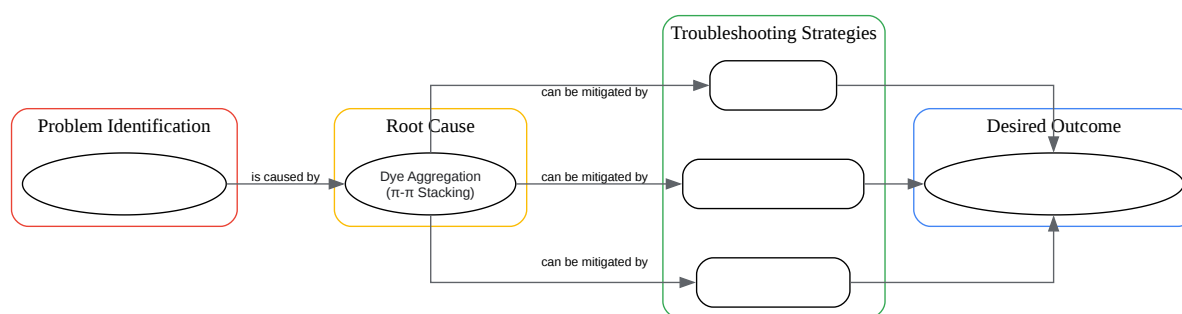 Troubleshooting Strategies
can be mitigated by
Problem Identification
Root Cause
Desired Outcome
is caused by
Dye Aggregation
(π-π Stacking)
can be mitigated by
can be mitigated by